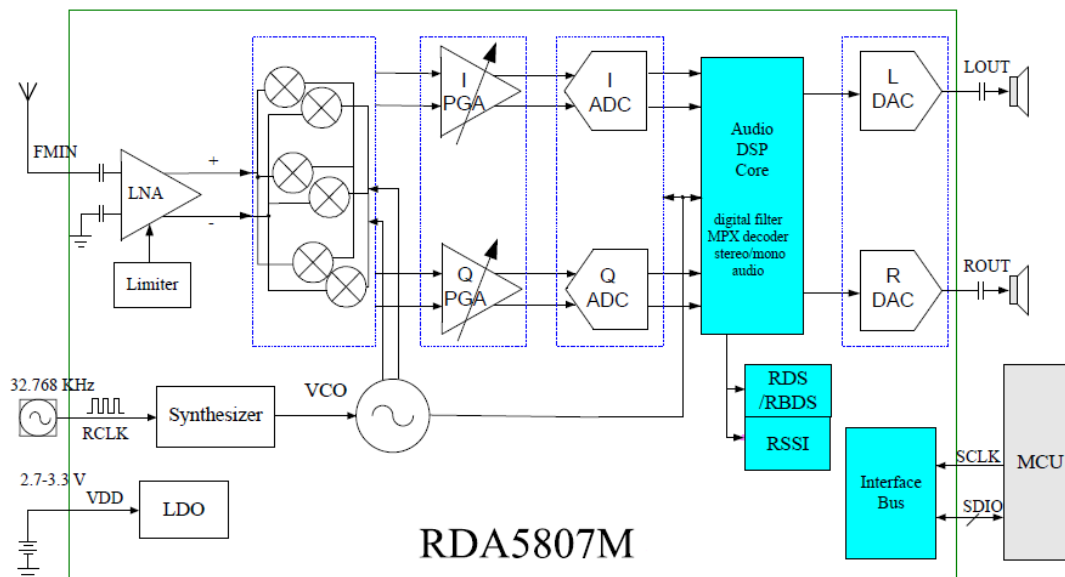 FMIN
LNA
+
-
Limiter
I
PGA
I
ADC
Q
PGA
Q
ADC
Audio
DSP
Core
digital filter
MPX decoder
stereo/mono
audio
L
DAC
LOUT
R
DAC
ROUT
32.768 KHz
RCLK
Synthesizer
VCO
RDS
/RBDS
RSSI
2.7-3.3 V
VDD
LDO
Interface
Bus
SCLK
SDIO
MCU
RDA5807M